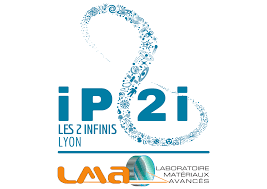 iP2i
LES 2 INFINIS
LYON
LMA
LABORATOIRE
MATÉRIAUX
AVANCÉS